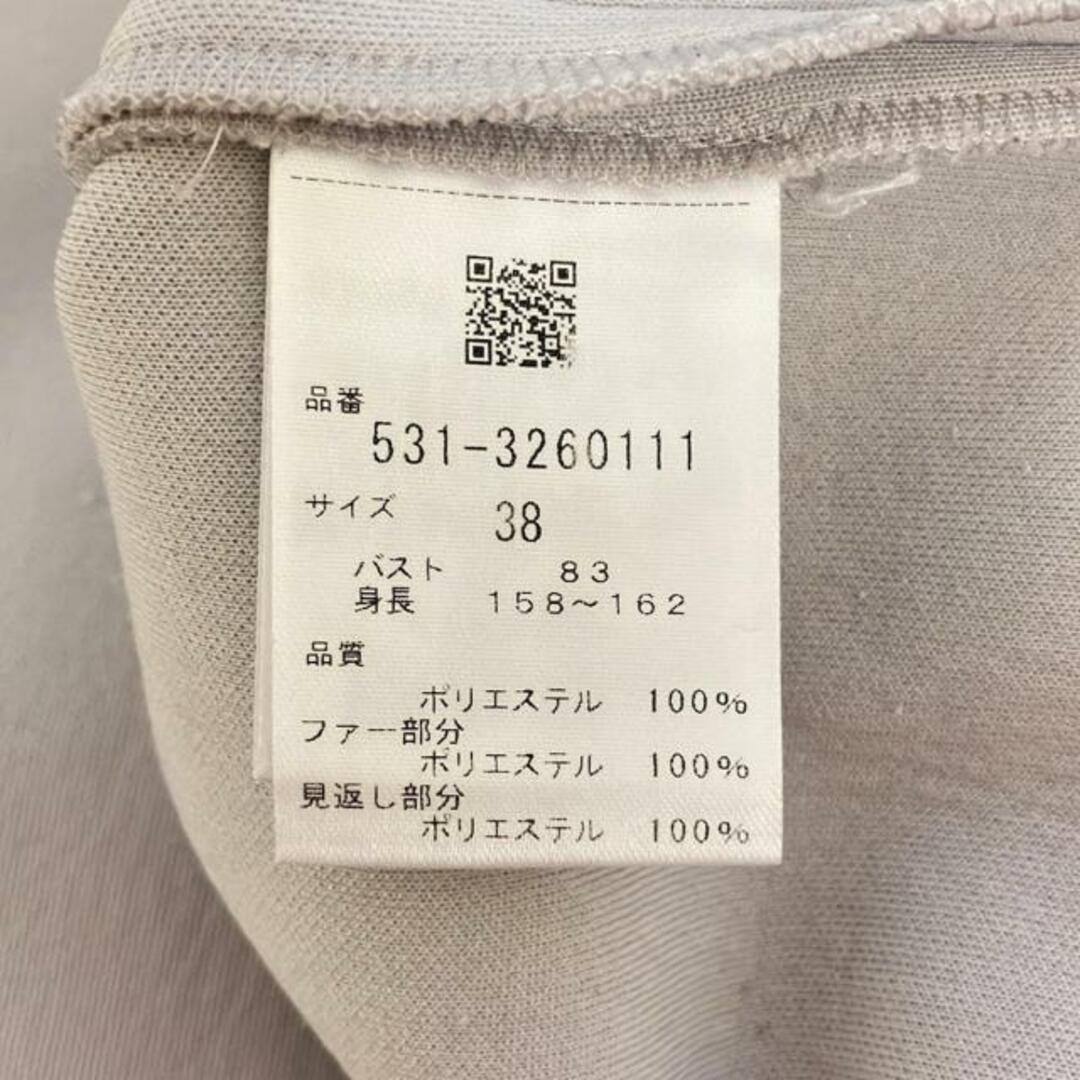 品番
531-3260111
サイズ 38
バスト 83
身長 158～162
品質
ポリエステル 100%
ファー部分
ポリエステル 100%
見返し部分
ポリエステル 100%